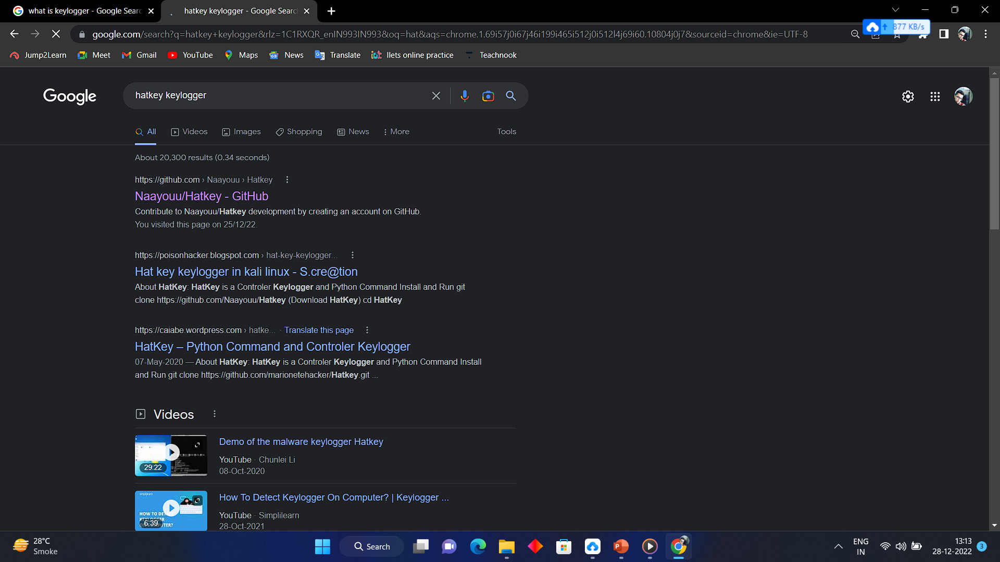 what is keylogger - Google Searc
hatkey keylogger - Google Search
google.com/search?q=hatkey+keylogger&rlz=1C1RXQR_enIN993IN993&oq=hat&aqs=chrome.1.69i57j0i67j46i199i465i512j0i512l4j69i60.10804j0j7&sourceid=chrome&ie=UTF-8
877 KB/s
Jump2Learn
Meet
Gmail
YouTube
Maps
News
Translate
Ilets online practice
Teachnook
Google
hatkey keylogger
All
Videos
Images
Shopping
News
More
Tools
About 20,300 results (0.34 seconds)
https://github.com › Naayouu › Hatkey
Naayouu/Hatkey - GitHub
Contribute to Naayouu/Hatkey development by creating an account on GitHub.
You visited this page on 25/12/22.
https://poisonhacker.blogspot.com › hat-key-keylogger...
Hat key keylogger in kali linux - S.cre@tion
About HatKey: HatKey is a Controler Keylogger and Python Command Install and Run git
clone https://github.com/Naayouu/Hatkey (Download HatKey) cd HatKey
https://caiabe.wordpress.com › hatke... · Translate this page
HatKey – Python Command and Controler Keylogger
07-May-2020 — About HatKey: HatKey is a Controler Keylogger and Python Command Install
and Run git clone https://github.com/marionetehacker/Hatkey.git ...
Videos
29:22
Demo of the malware keylogger Hatkey
YouTube · Chunlei Li
08-Oct-2020
simplilearn
HOW TO DETECT
KEYLOGGER
ON COMPUTER?
6:39
How To Detect Keylogger On Computer? | Keylogger ...
YouTube · Simplilearn
28-Oct-2021
28°C
Smoke
Search
ENG
IN
13:13
28-12-2022
3